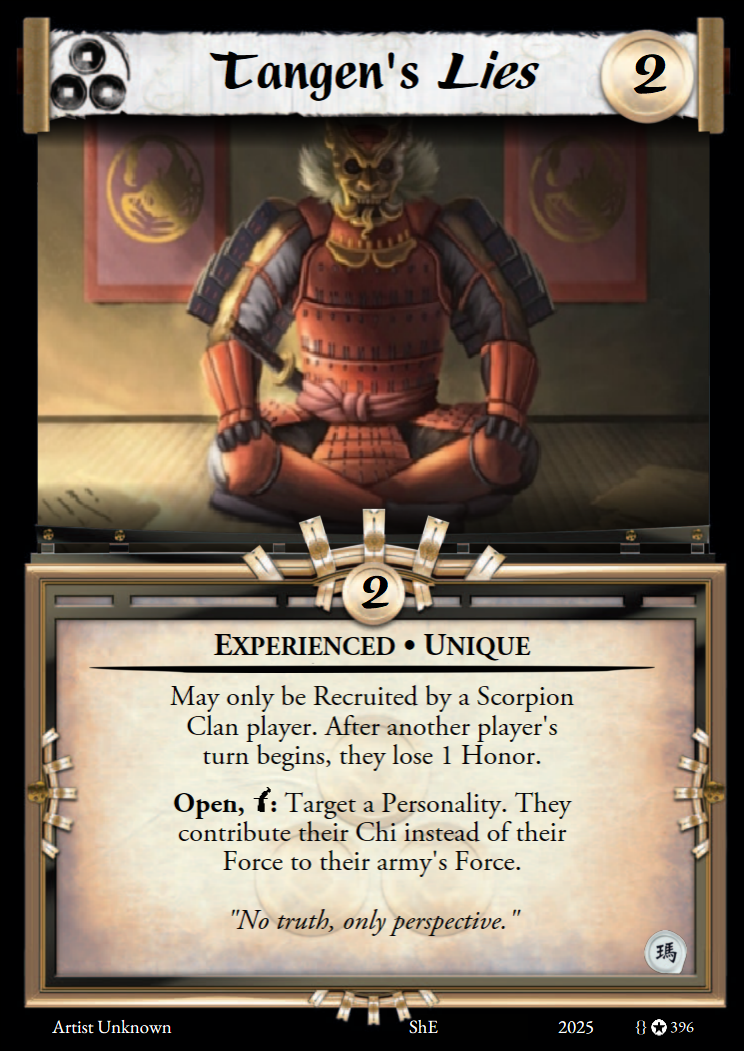 Tangen's Lies
2
2
Experienced • Unique
May only be Recruited by a Scorpion
Clan player. After another player's
turn begins, they lose 1 Honor.
Open, : Target a Personality. They
contribute their Chi instead of their
Force to their army's Force.
"No truth, only perspective."
瑪
Artist Unknown
ShE
2025
{} 396